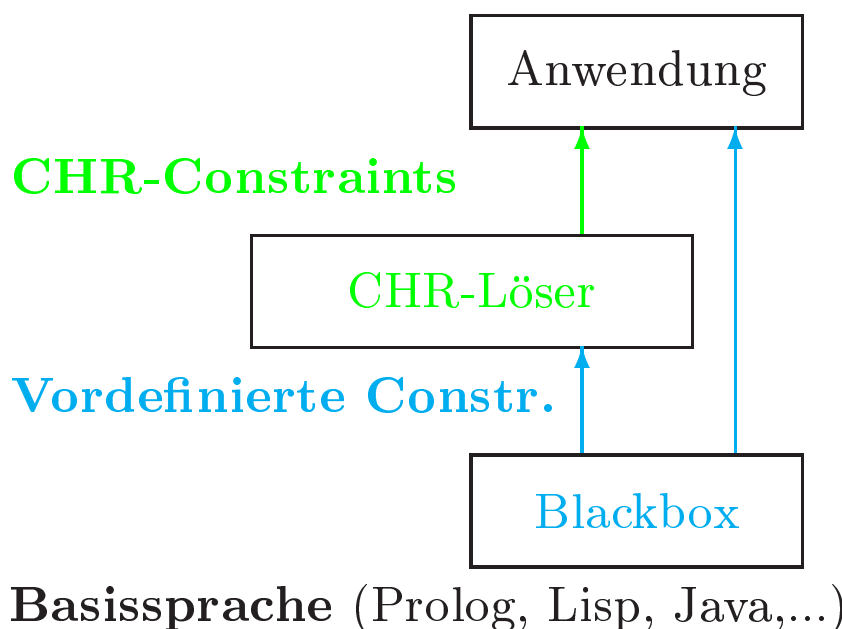 Anwendung
CHR-Constraints
CHR-Löser
Vordefinierte Constr.
Blackbox
Basissprache (Prolog, Lisp, Java,...)